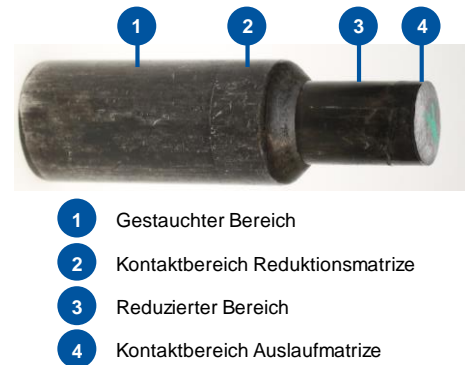 1 2 3 4
1 Gestauchter Bereich
2 Kontaktbereich Reduktionsmatrize
3 Reduzierter Bereich
4 Kontaktbereich Auslaufmatrize